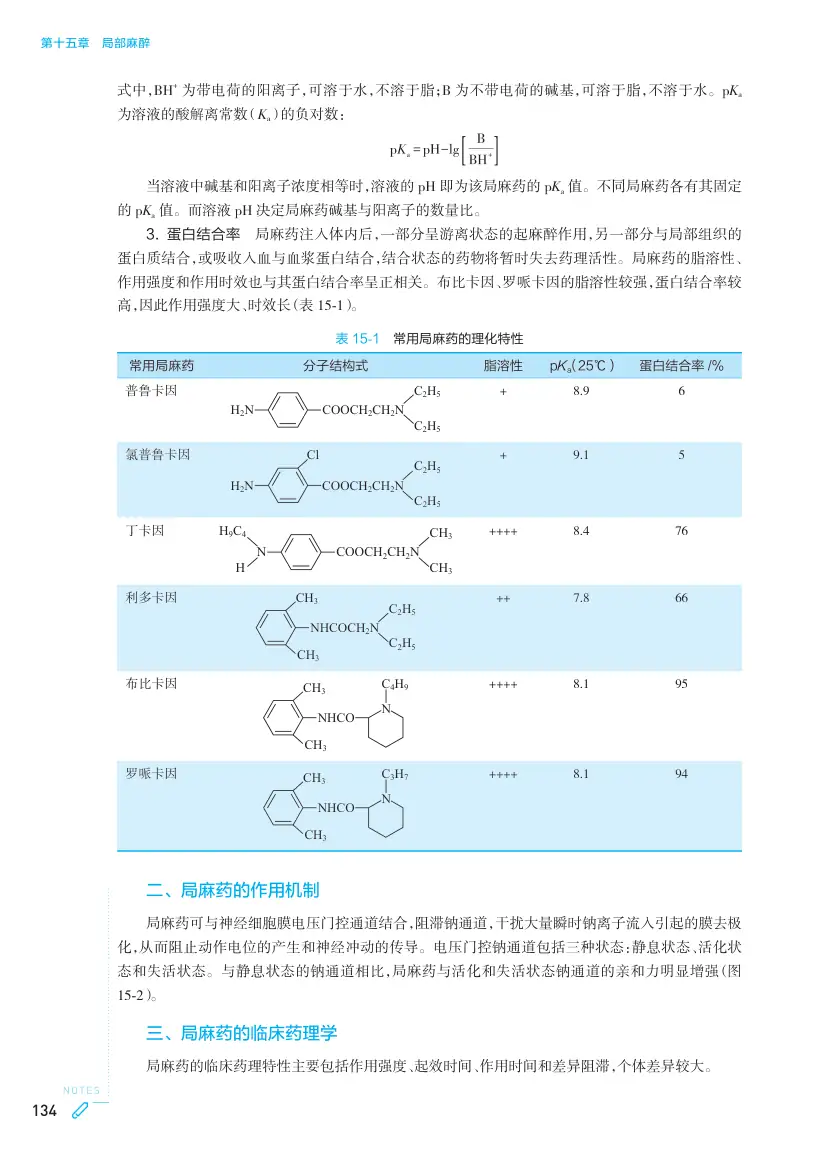 第十五章　局部麻醉
式中,BH⁺ 为带电荷的阳离子,可溶于水,不溶于脂;B 为不带电荷的碱基,可溶于脂,不溶于水。pKₐ
为溶液的酸解离常数(Kₐ)的负对数:
pKₐ=pH−lg[B/BH⁺]
当溶液中碱基和阳离子浓度相等时,溶液的 pH 即为该局麻药的 pKₐ 值。不同局麻药各有其固定
的 pKₐ 值。而溶液 pH 决定局麻药碱基与阳离子的数量比。
3. 蛋白结合率　局麻药注入体内后,一部分呈游离状态的起麻醉作用,另一部分与局部组织的
蛋白质结合,或吸收入血与血浆蛋白结合,结合状态的药物将暂时失去药理活性。局麻药的脂溶性、
作用强度和作用时效也与其蛋白结合率呈正相关。布比卡因、罗哌卡因的脂溶性较强,蛋白结合率较
高,因此作用强度大、时效长(表 15-1)。
表 15-1　常用局麻药的理化特性
常用局麻药　分子结构式　脂溶性　pKₐ(25℃)　蛋白结合率 /%
普鲁卡因　H₂N　COOCH₂CH₂N　C₂H₅　C₂H₅　+　8.9　6
氯普鲁卡因　Cl　H₂N　COOCH₂CH₂N　C₂H₅　C₂H₅　+　9.1　5
丁卡因　H₉C₄　N　H　COOCH₂CH₂N　CH₃　CH₃　++++　8.4　76
利多卡因　CH₃　NHCOCH₂N　C₂H₅　C₂H₅　CH₃　++　7.8　66
布比卡因　CH₃　NHCO　C₄H₉　N　CH₃　++++　8.1　95
罗哌卡因　CH₃　NHCO　C₃H₇　N　CH₃　++++　8.1　94
二、局麻药的作用机制
局麻药可与神经细胞膜电压门控通道结合,阻滞钠通道,干扰大量瞬时钠离子流入引起的膜去极
化,从而阻止动作电位的产生和神经冲动的传导。电压门控钠通道包括三种状态:静息状态、活化状
态和失活状态。与静息状态的钠通道相比,局麻药与活化和失活状态钠通道的亲和力明显增强(图
15-2)。
三、局麻药的临床药理学
局麻药的临床药理特性主要包括作用强度、起效时间、作用时间和差异阻滞,个体差异较大。
NOTES
134